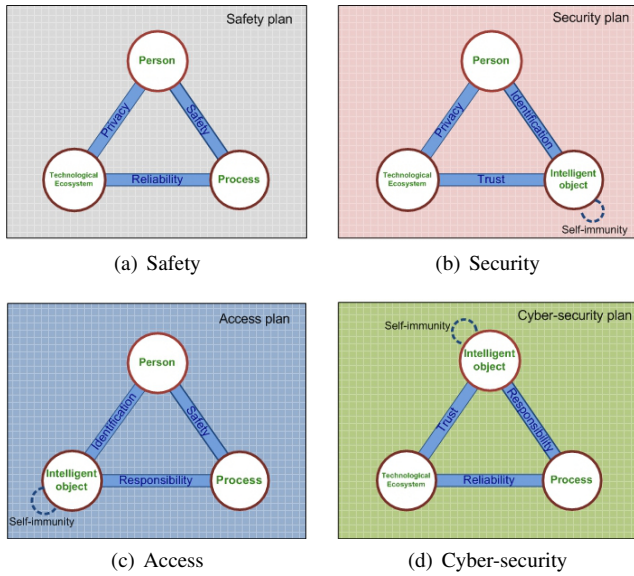 Safety plan
Person
Privacy
Safety
Technological
Ecosystem
Reliability
Process
(a) Safety
Security plan
Person
Privacy
Identification
Technological
Ecosystem
Trust
Intelligent
object
Self-immunity
(b) Security
Access plan
Person
Identification
Safety
Intelligent
object
Responsibility
Process
Self-immunity
(c) Access
Cyber-security plan
Self-immunity
Intelligent
object
Trust
Responsibility
Technological
Ecosystem
Reliability
Process
(d) Cyber-security